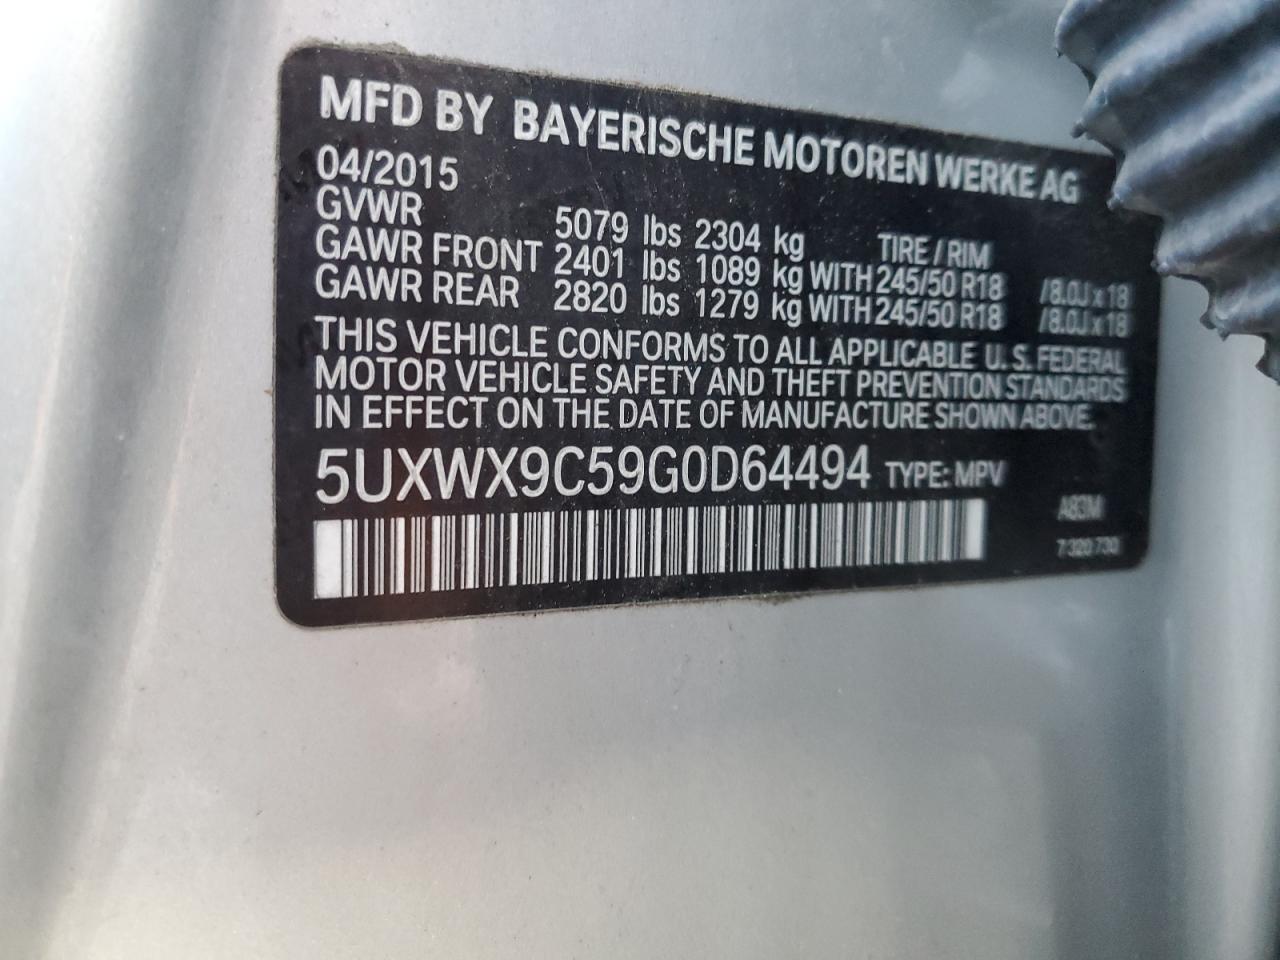 MFD BY BAYERISCHE MOTOREN WERKE AG
04/2015
GVWR 5079 lbs 2304 kg TIRE / RIM
GAWR FRONT 2401 lbs 1089 kg WITH 245/50 R18 /8.0J x 18
GAWR REAR 2820 lbs 1279 kg WITH 245/50 R18 /8.0J x 18
THIS VEHICLE CONFORMS TO ALL APPLICABLE U.S. FEDERAL
MOTOR VEHICLE SAFETY AND THEFT PREVENTION STANDARDS
IN EFFECT ON THE DATE OF MANUFACTURE SHOWN ABOVE.
5UXWX9C59G0D64494 TYPE: MPV
A83M
7 320 730